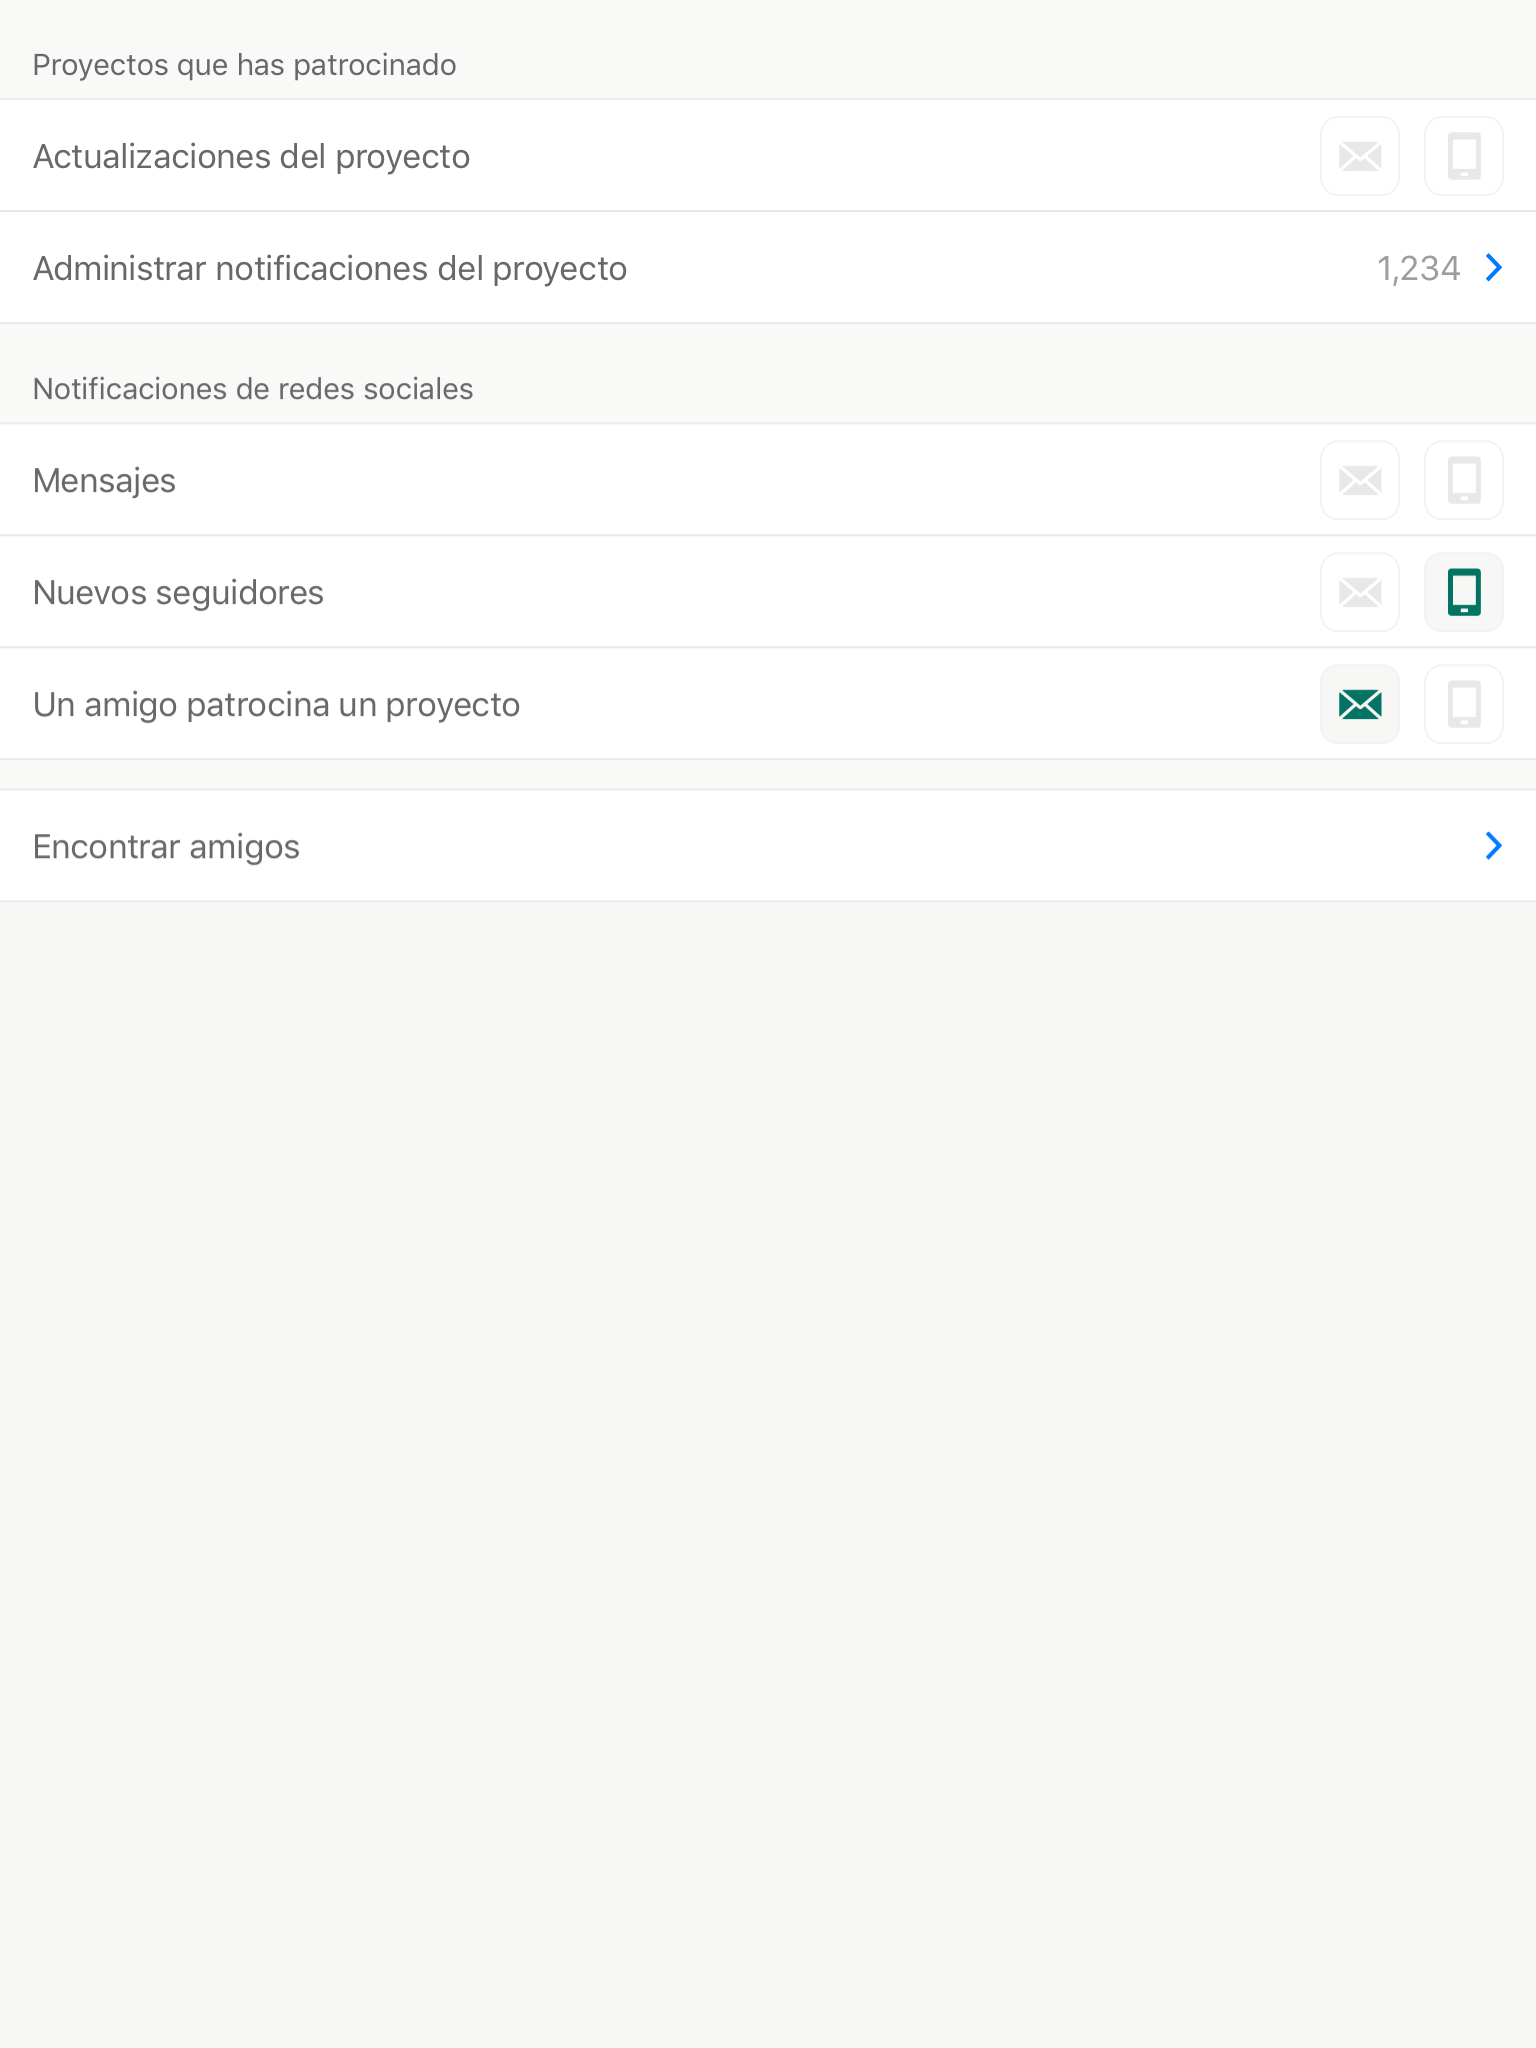 Proyectos que has patrocinado
Actualizaciones del proyecto
Administrar notificaciones del proyecto 1,234
Notificaciones de redes sociales
Mensajes
Nuevos seguidores
Un amigo patrocina un proyecto
Encontrar amigos